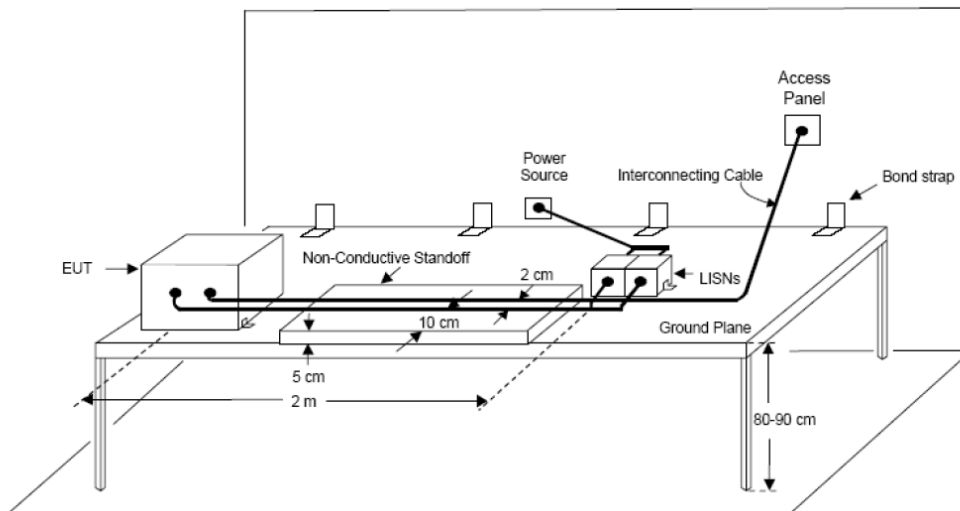 Access
Panel
Power
Source
Interconnecting Cable
Bond strap
EUT
Non-Conductive Standoff
2 cm
LISNs
10 cm
Ground Plane
5 cm
2 m
80-90 cm